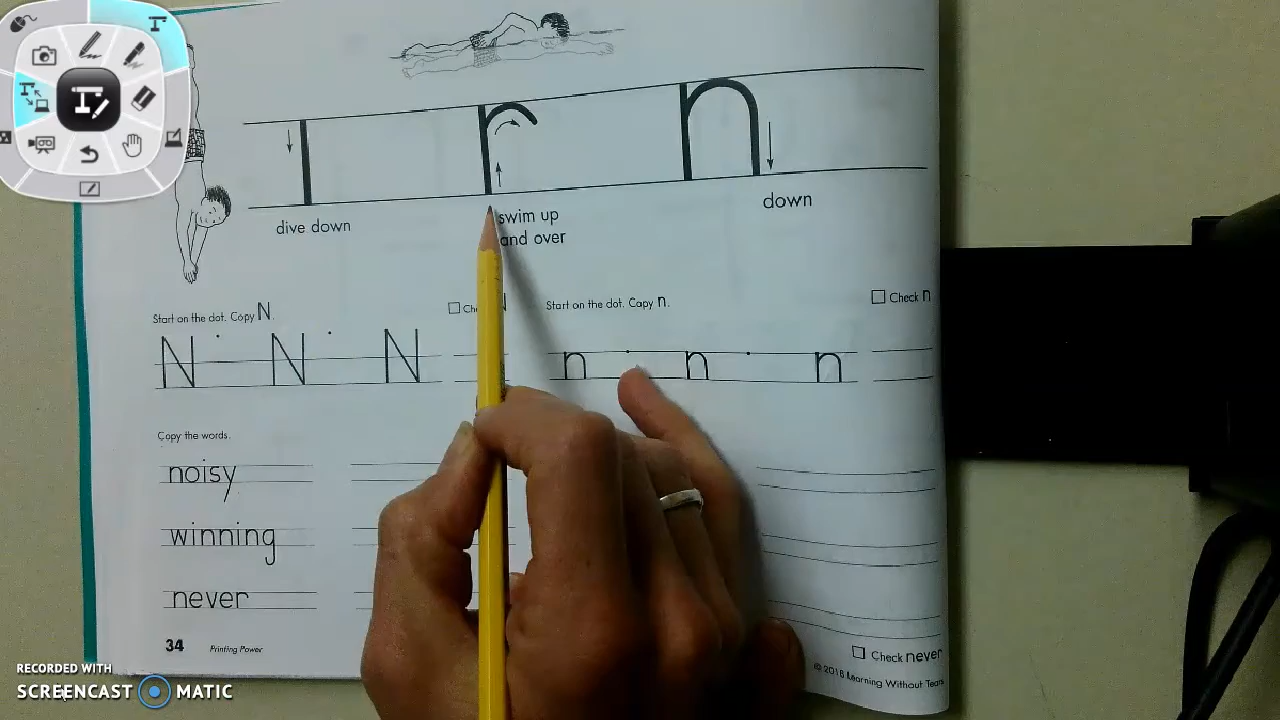 dive down
swim up
and over
down
Start on the dot. Copy N.
Start on the dot. Copy n.
Check n
N N N
n n n
Copy the words.
noisy
winning
never
34 Printing Power
Check never
© 2018 Learning Without Tears
RECORDED WITH
SCREENCAST MATIC